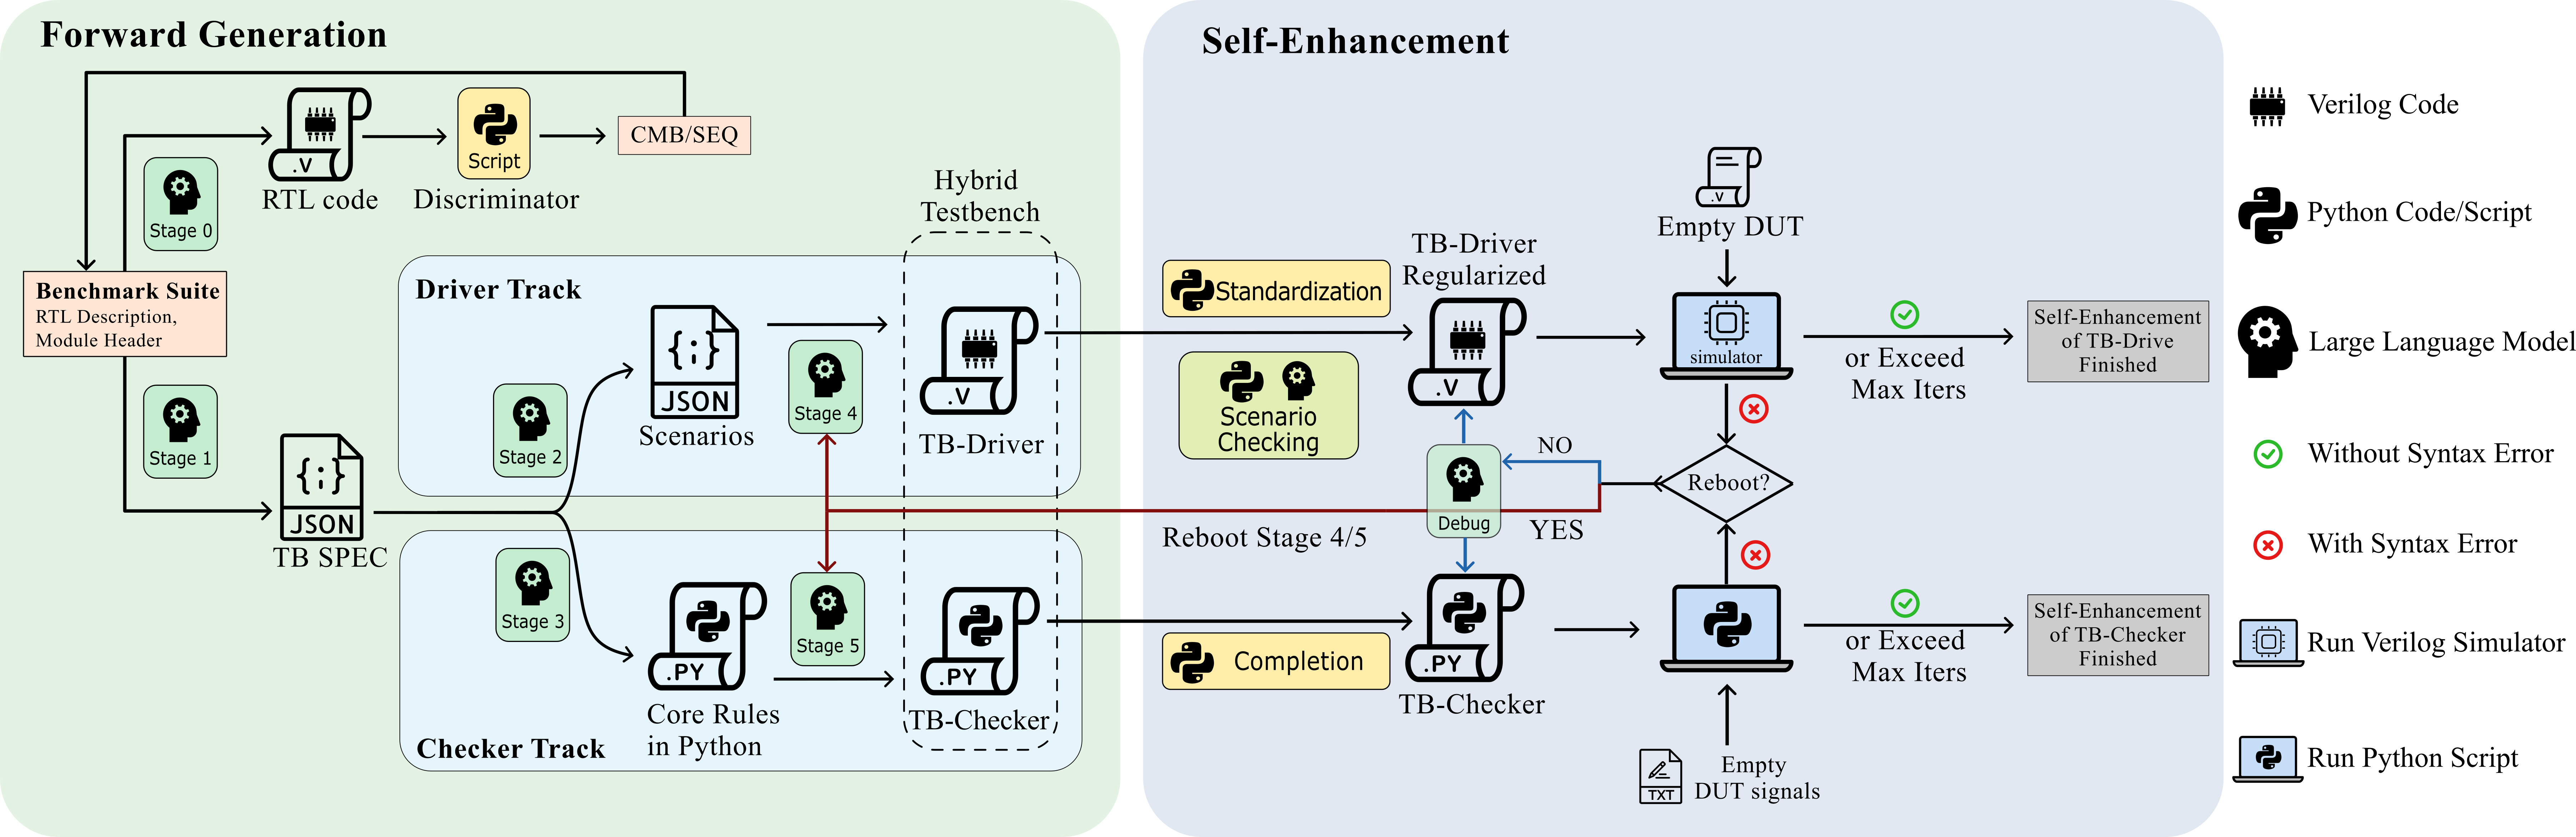 Forward Generation
.V
RTL code
Script
Discriminator
CMB/SEQ
Stage 0
Benchmark Suite
RTL Description,
Module Header
Stage 1
{;}
JSON
TB SPEC
Hybrid
Testbench
Driver Track
Stage 2
{;}
JSON
Scenarios
Stage 4
.V
TB-Driver
Stage 3
.PY
Core Rules
in Python
Stage 5
.PY
TB-Checker
Checker Track
Self-Enhancement
Standardization
Scenario
Checking
TB-Driver
Regularized
.V
.V
Empty DUT
simulator
or Exceed
Max Iters
Self-Enhancement
of TB-Drive
Finished
NO
Debug
Reboot?
YES
Reboot Stage 4/5
Completion
.PY
TB-Checker
or Exceed
Max Iters
Self-Enhancement
of TB-Checker
Finished
TXT
Empty
DUT signals
Verilog Code
Python Code/Script
Large Language Model
Without Syntax Error
With Syntax Error
Run Verilog Simulator
Run Python Script